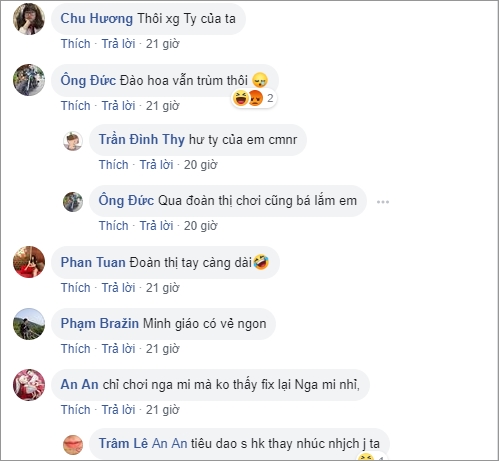 Chu Hương Thôi xg Ty của ta
Thích · Trả lời · 21 giờ
Ông Đức Đào hoa vẫn trùm thôi 😪
2
Thích · Trả lời · 21 giờ
Trần Đình Thy hư ty của em cmnr
Thích · Trả lời · 20 giờ
Ông Đức Qua đoàn thị chơi cũng bá lắm em
Thích · Trả lời · 20 giờ
Phan Tuan Đoàn thị tay càng dài🤣
Thích · Trả lời · 21 giờ
Phạm Bražin Minh giáo có vẻ ngon
Thích · Trả lời · 21 giờ
An An chỉ chơi nga mi mà ko thấy fix lại Nga mi nhỉ,
Thích · Trả lời · 21 giờ
Trâm Lê An An tiêu dao s hk thay nhúc nhjch j ta